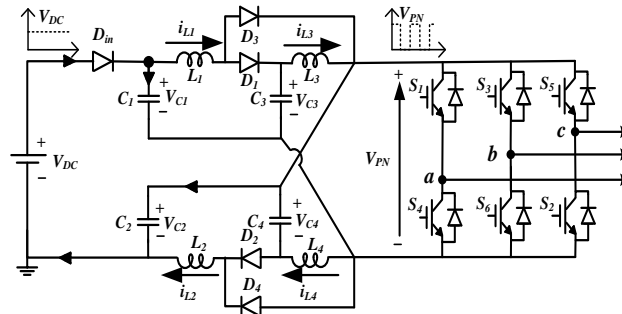 V_DC
D_in
i_L1
D_3
i_L3
V_PN
L_1
D_1
L_3
+
C_1
V_C1
−
C_3
+
V_C3
−
+
V_DC
−
+
V_PN
−
S_1
S_3
S_5
c
b
a
S_4
S_6
S_2
C_2
+
V_C2
−
C_4
+
V_C4
−
L_2
D_2
L_4
i_L2
D_4
i_L4